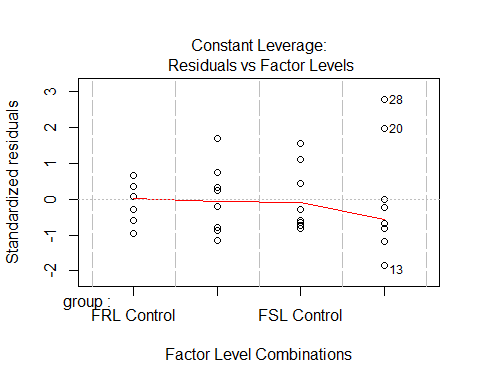 Constant Leverage:
Residuals vs Factor Levels
Standardized residuals
3
2
1
0
-1
-2
28
20
13
group :
FRL Control
FSL Control
Factor Level Combinations